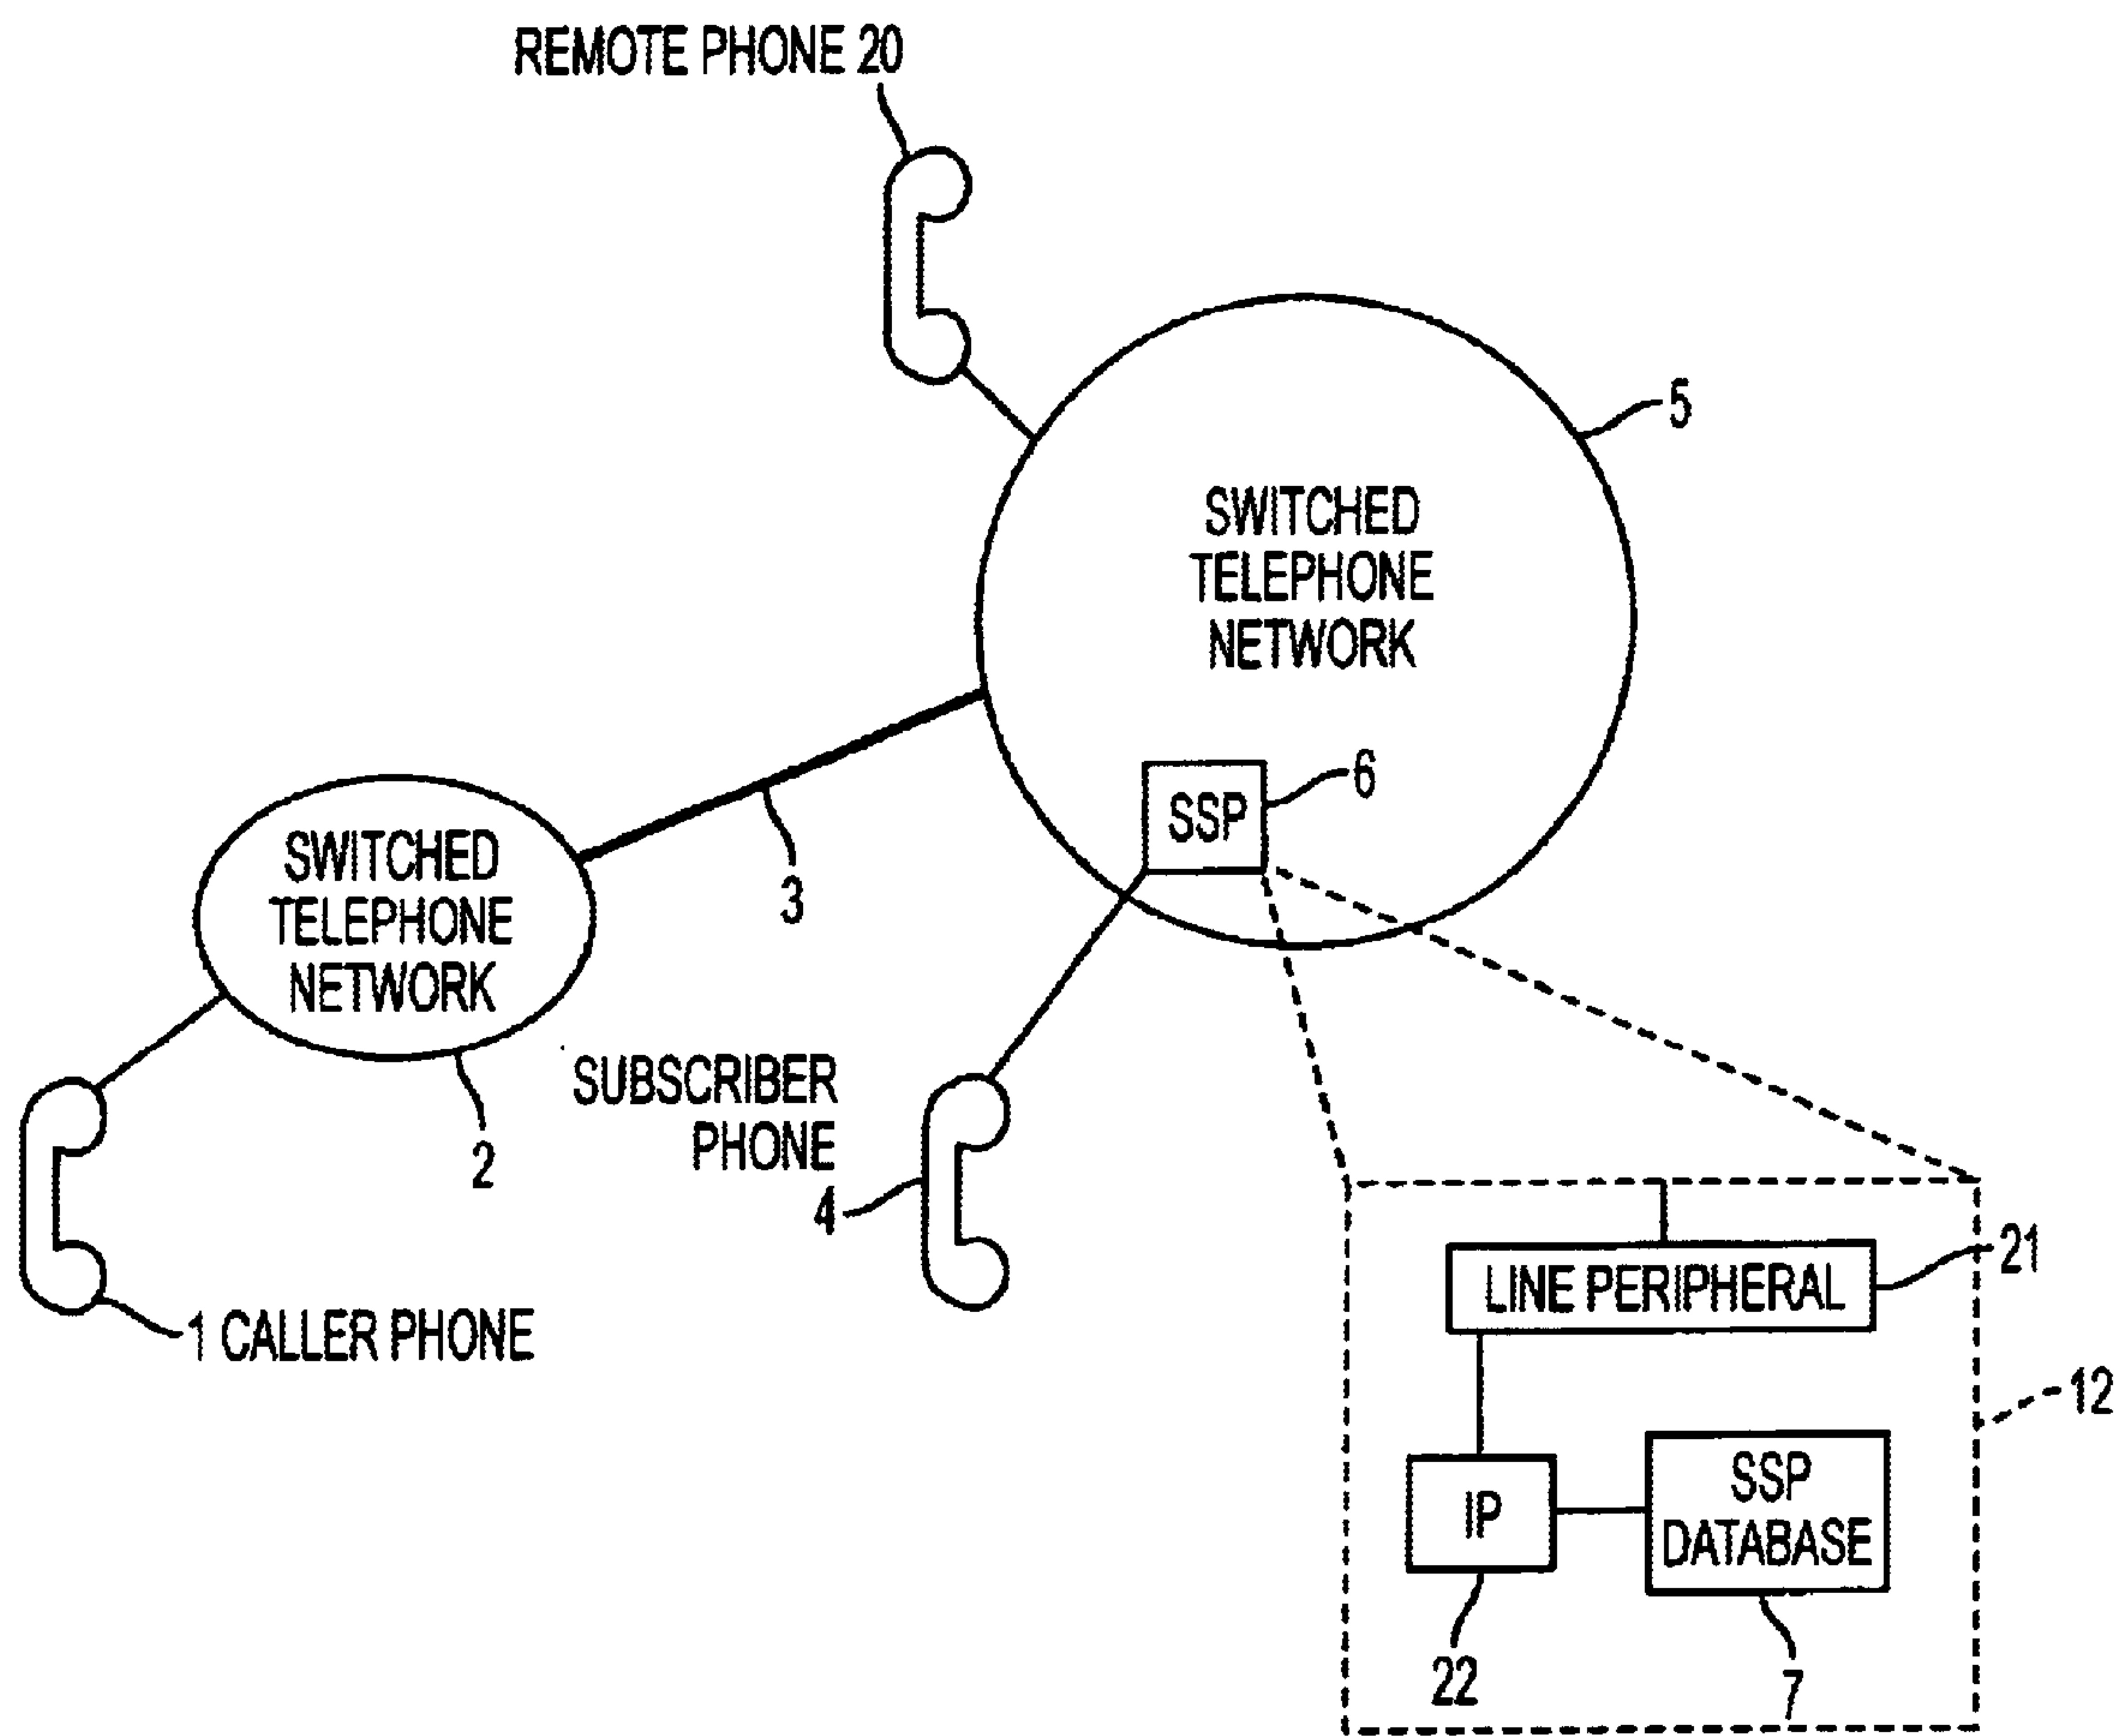 REMOTE PHONE 20
5
SWITCHED
TELEPHONE
NETWORK
6
SSP
3
SWITCHED
TELEPHONE
NETWORK
2
SUBSCRIBER
PHONE
4
1 CALLER PHONE
21
LINE PERIPHERAL
12
IP
SSP
DATABASE
22
7